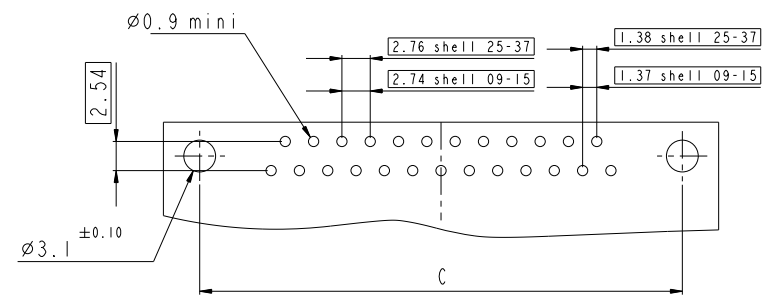 Ø0.9 mini
2.76 shell 25-37
1.38 shell 25-37
2.74 shell 09-15
1.37 shell 09-15
2.54
Ø3.1 ±0.10
C